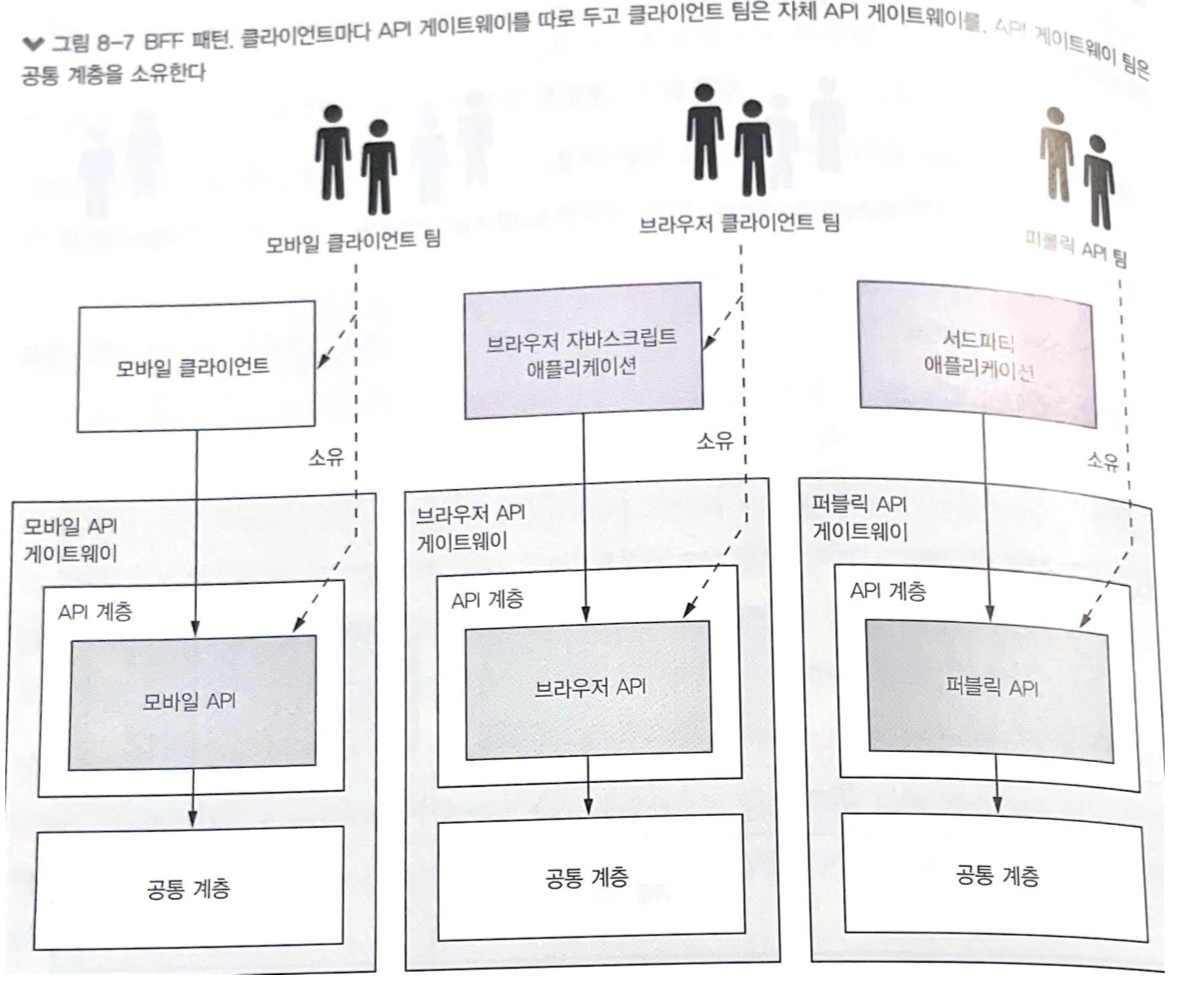 그림 8-7 BFF 패턴. 클라이언트마다 API 게이트웨이를 따로 두고 클라이언트 팀은 자체 API 게이트웨이를, API 게이트웨이 팀은
공통 계층을 소유한다
모바일 클라이언트 팀
브라우저 클라이언트 팀
퍼블릭 API 팀
모바일 클라이언트
브라우저 자바스크립트
애플리케이션
서드파티
애플리케이션
소유
소유
소유
모바일 API
게이트웨이
브라우저 API
게이트웨이
퍼블릭 API
게이트웨이
API 계층
API 계층
API 계층
모바일 API
브라우저 API
퍼블릭 API
공통 계층
공통 계층
공통 계층